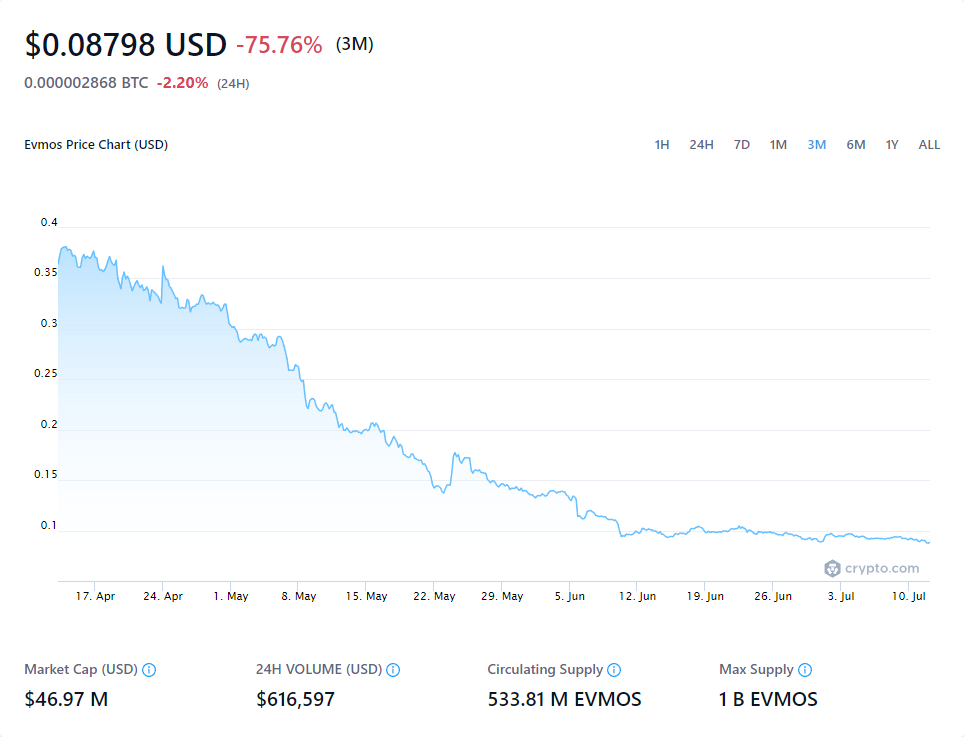 $0.08798 USD -75.76% (3M)
0.000002868 BTC -2.20% (24H)
Evmos Price Chart (USD)
1H 24H 7D 1M 3M 6M 1Y ALL
0.4
0.35
0.3
0.25
0.2
0.15
0.1
crypto.com
17. Apr 24. Apr 1. May 8. May 15. May 22. May 29. May 5. Jun 12. Jun 19. Jun 26. Jun 3. Jul 10. Jul
Market Cap (USD) 24H VOLUME (USD) Circulating Supply Max Supply
$46.97 M $616,597 533.81 M EVMOS 1 B EVMOS